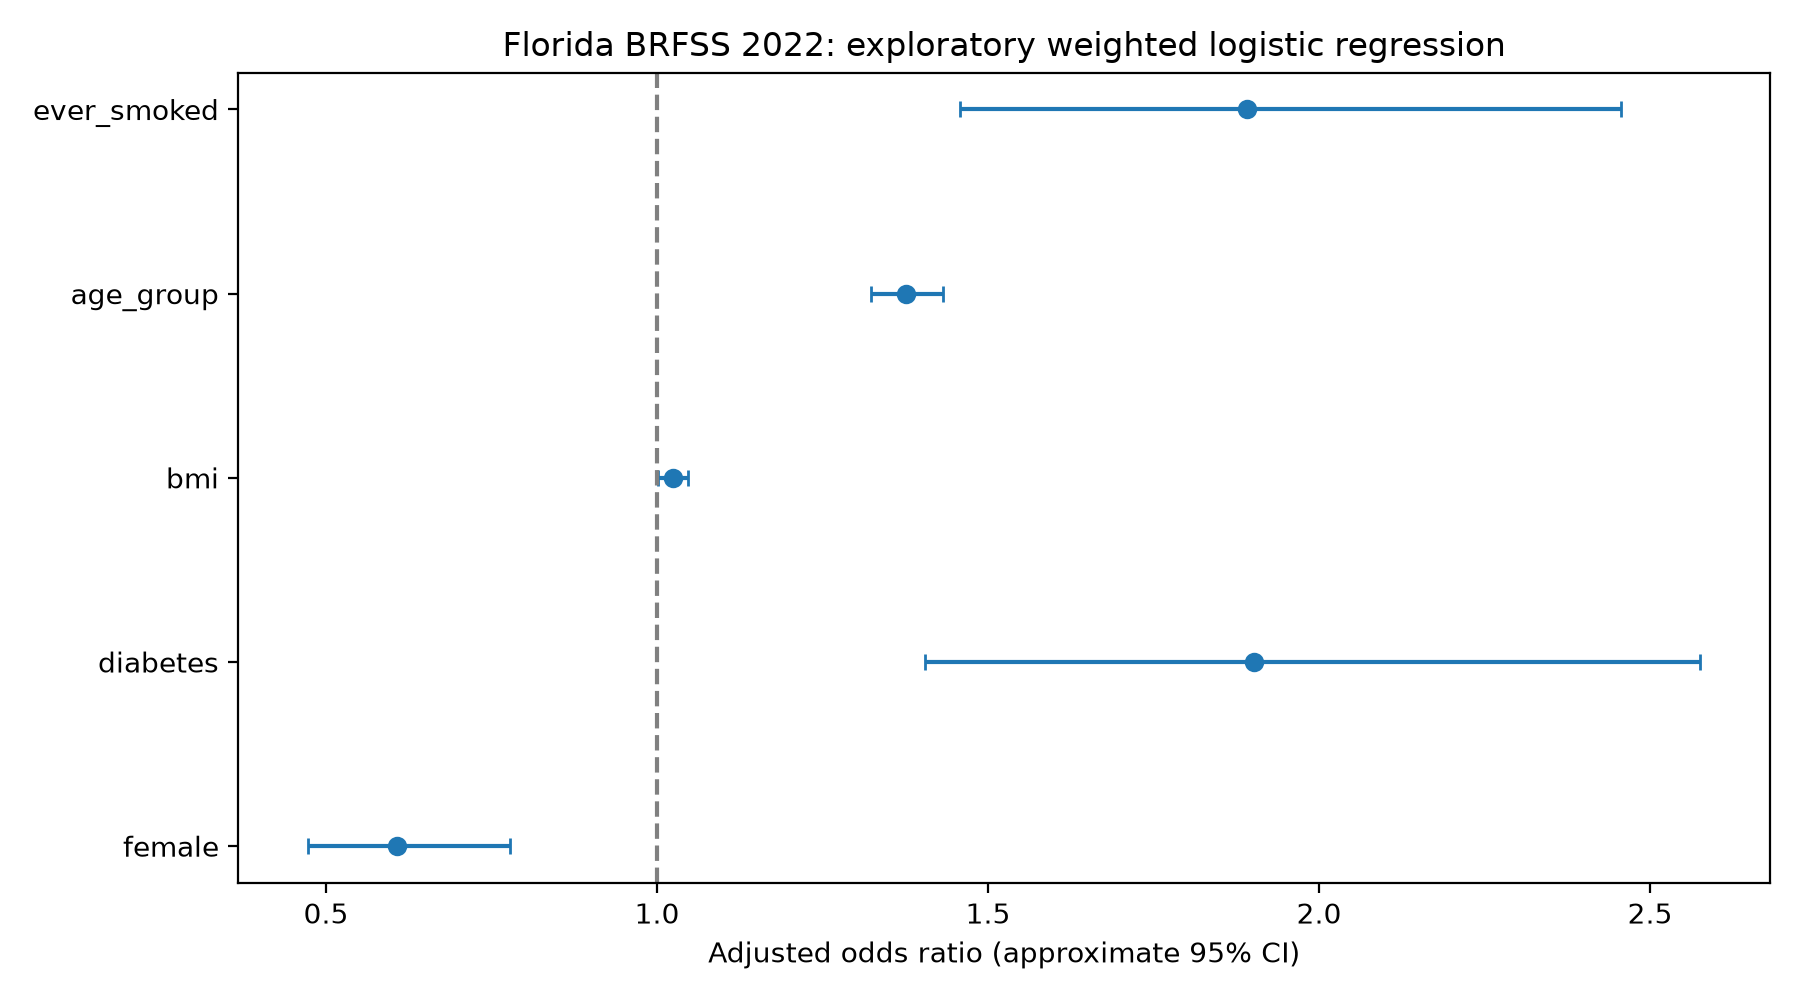 Florida BRFSS 2022: exploratory weighted logistic regression
ever_smoked
age_group
bmi
diabetes
female
0.5
1.0
1.5
2.0
2.5
Adjusted odds ratio (approximate 95% CI)